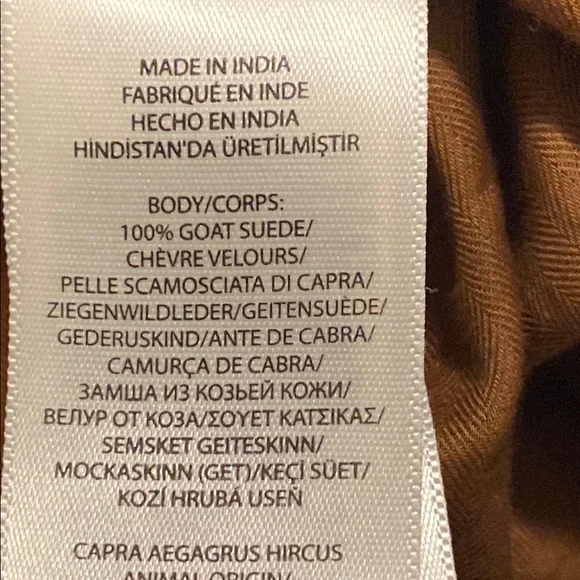 MADE IN INDIA
FABRIQUÉ EN INDE
HECHO EN INDIA
HİNDİSTAN'DA ÜRETİLMİŞTİR
BODY/CORPS:
100% GOAT SUEDE/
CHÈVRE VELOURS/
PELLE SCAMOSCIATA DI CAPRA/
ZIEGENWILDLEDER/GEITENSUÈDE/
GEDERUSKIND/ANTE DE CABRA/
CAMURÇA DE CABRA/
ЗАМША ИЗ КОЗЬЕЙ КОЖИ/
ВЕЛУР ОТ КОЗА/ΣΟΥΕΤ ΚΑΤΣΙΚΑΣ/
SEMSKET GEITESKINN/
MOCKASKINN (GET)/KEÇİ SÜET/
KOZÍ HRUBÁ USEŇ
CAPRA AEGAGRUS HIRCUS
ANIMAL ORIGIN/